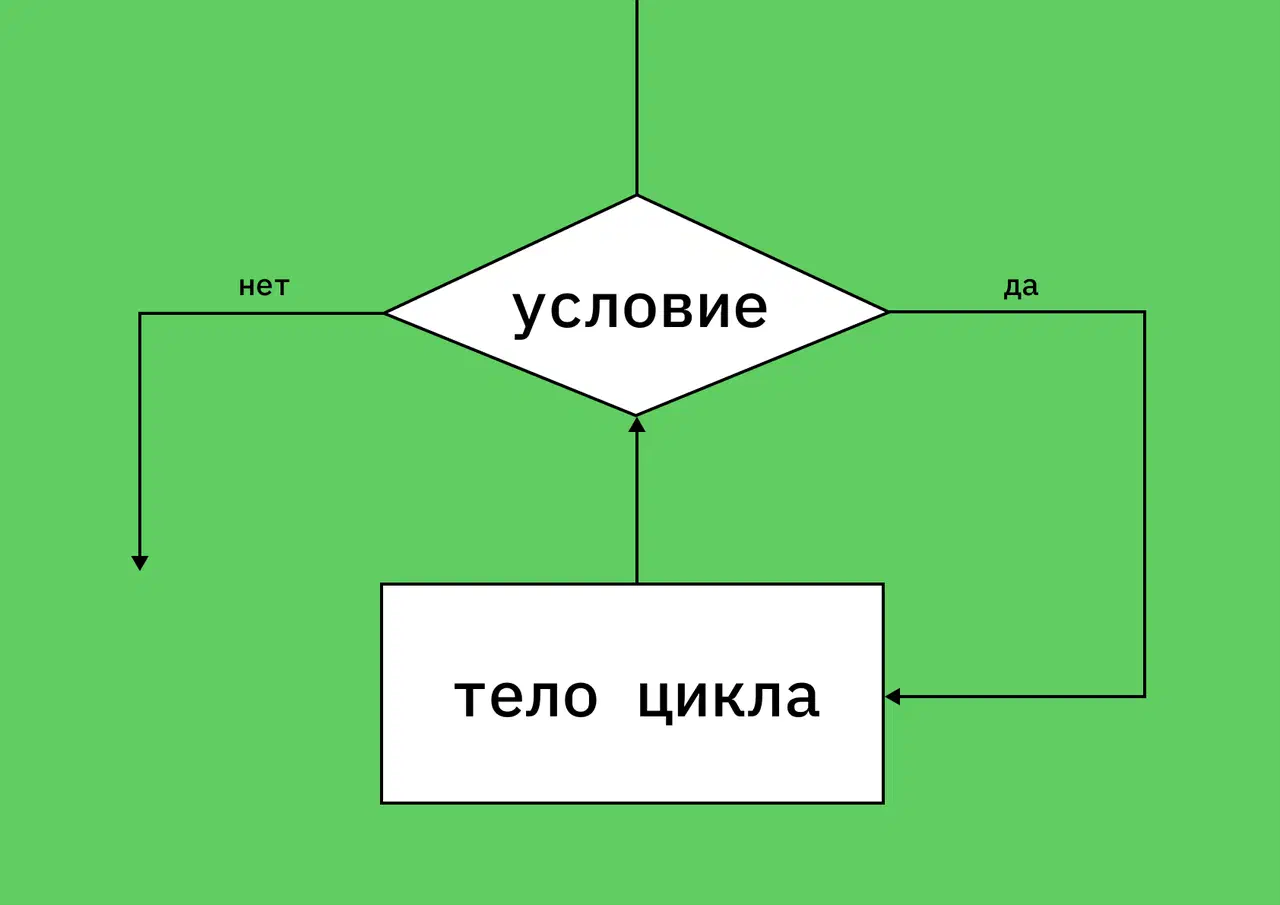 нет
да
условие
тело цикла